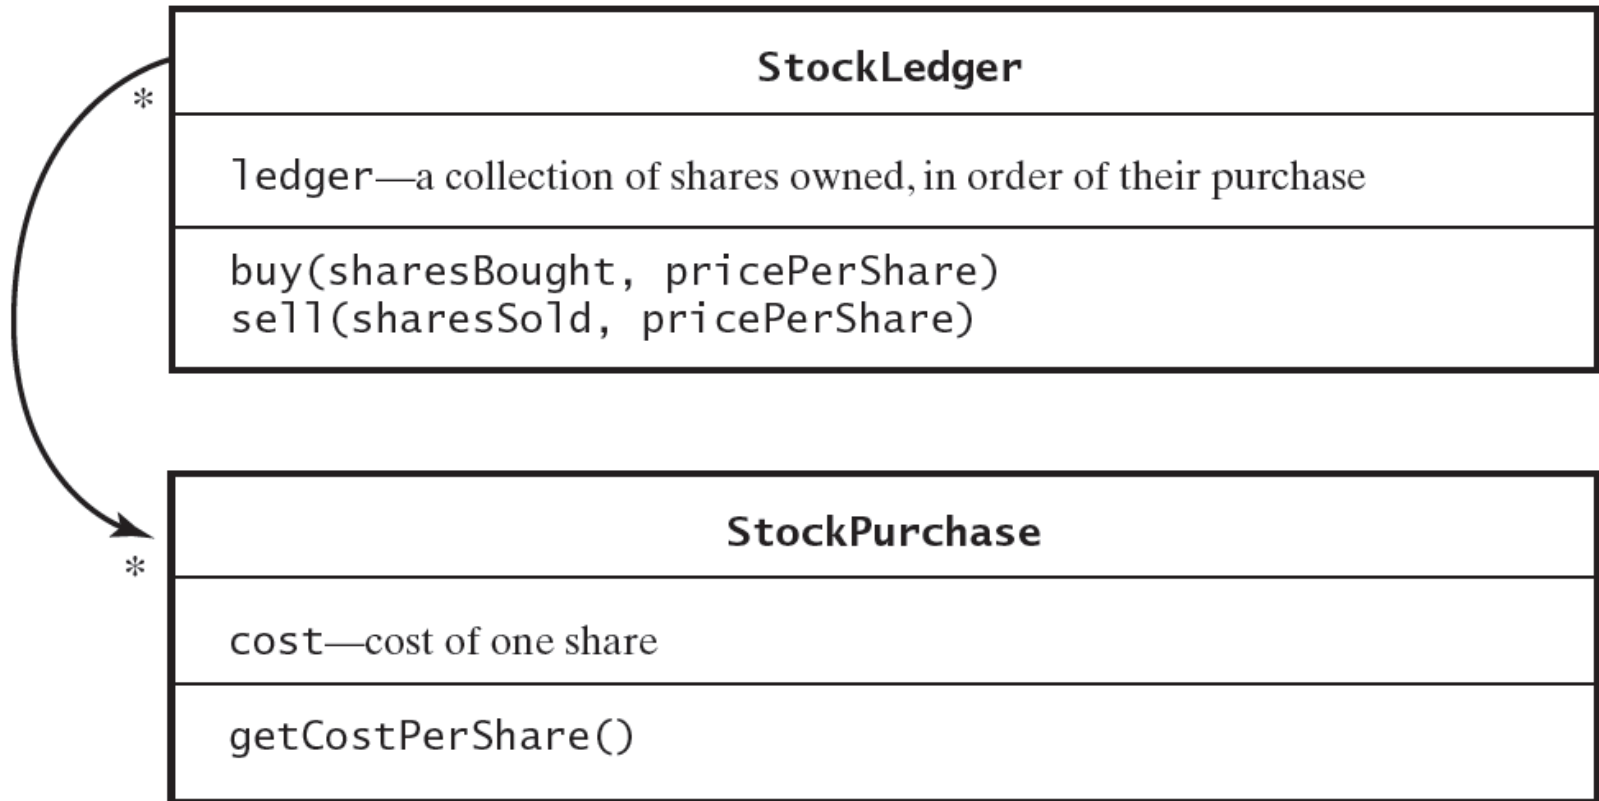 StockLedger
*
ledger—a collection of shares owned, in order of their purchase
buy(sharesBought, pricePerShare)
sell(sharesSold, pricePerShare)
StockPurchase
*
cost—cost of one share
getCostPerShare()